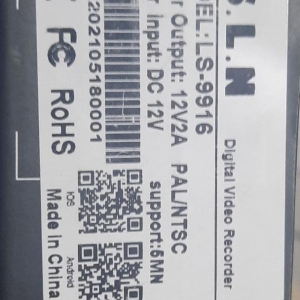 S.L.N
Digital Video Recorder
DEL:LS-9916
r Output: 12V2A PAL/NTSC
r Input: DC 12V support:5MN
202105180001
FC RoHS
IOS
Android
Made in China